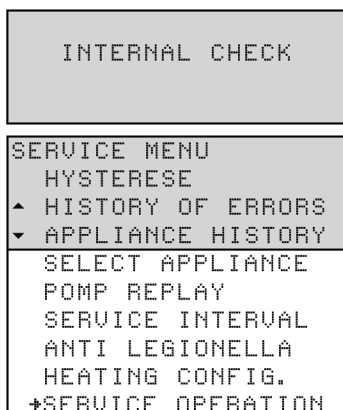 INTERNAL CHECK
SERVICE MENU
HYSTERESE
HISTORY OF ERRORS
APPLIANCE HISTORY
SELECT APPLIANCE
POMP REPLAY
SERVICE INTERVAL
ANTI LEGIONELLA
HEATING CONFIG.
SERVICE OPERATION